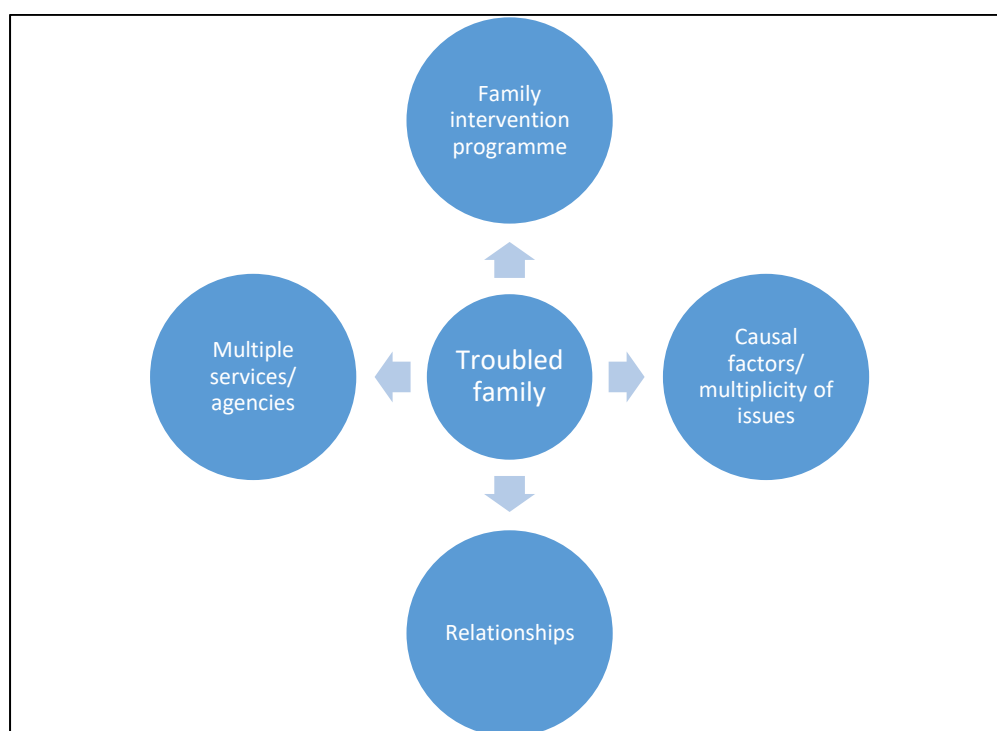 Family
intervention
programme
Multiple
services/
agencies
Troubled
family
Causal
factors/
multiplicity of
issues
Relationships